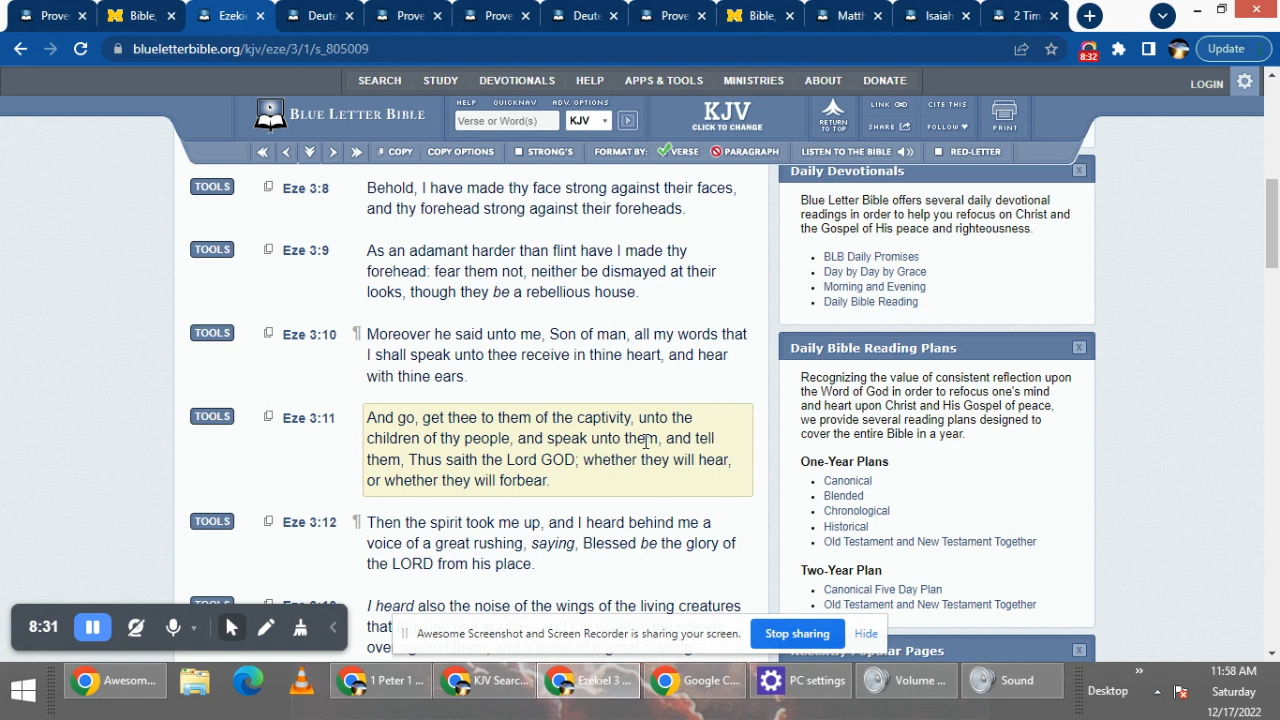 Prove
Bible,
Ezekie
Deute
Prove
Prove
Deute
Prove
Bible,
Matth
Isaiah
2 Tim
blueletterbible.org/kjv/eze/3/1/s_805009
8:32
Update
SEARCH STUDY DEVOTIONALS HELP APPS & TOOLS MINISTRIES ABOUT DONATE
LOGIN
BLUE LETTER BIBLE
HELP QUICKNAV ADV. OPTIONS
Verse or Word(s)
KJV
KJV
CLICK TO CHANGE
RETURN
TO TOP
LINK
CITE THIS
SHARE
FOLLOW
PRINT
COPY COPY OPTIONS STRONG'S FORMAT BY: VERSE PARAGRAPH LISTEN TO THE BIBLE RED-LETTER
TOOLS Eze 3:8 Behold, I have made thy face strong against their faces,
and thy forehead strong against their foreheads.
TOOLS Eze 3:9 As an adamant harder than flint have I made thy
forehead: fear them not, neither be dismayed at their
looks, though they be a rebellious house.
TOOLS Eze 3:10 ¶ Moreover he said unto me, Son of man, all my words that
I shall speak unto thee receive in thine heart, and hear
with thine ears.
TOOLS Eze 3:11 And go, get thee to them of the captivity, unto the
children of thy people, and speak unto them, and tell
them, Thus saith the Lord GOD; whether they will hear,
or whether they will forbear.
TOOLS Eze 3:12 ¶ Then the spirit took me up, and I heard behind me a
voice of a great rushing, saying, Blessed be the glory of
the LORD from his place.
I heard also the noise of the wings of the living creatures
Daily Devotionals
Blue Letter Bible offers several daily devotional
readings in order to help you refocus on Christ and
the Gospel of His peace and righteousness.
BLB Daily Promises
Day by Day by Grace
Morning and Evening
Daily Bible Reading
Daily Bible Reading Plans
Recognizing the value of consistent reflection upon
the Word of God in order to refocus one's mind
and heart upon Christ and His Gospel of peace,
we provide several reading plans designed to
cover the entire Bible in a year.
One-Year Plans
Canonical
Blended
Chronological
Historical
Old Testament and New Testament Together
Two-Year Plan
Canonical Five Day Plan
Old Testament and New Testament Together
8:31
Awesome Screenshot and Screen Recorder is sharing your screen.
Stop sharing
Hide
Awesom...
1 Peter 1 ...
KJV Searc...
Ezekiel 3 ...
Google C...
PC settings
Volume ...
Sound
Desktop
11:58 AM
Saturday
12/17/2022